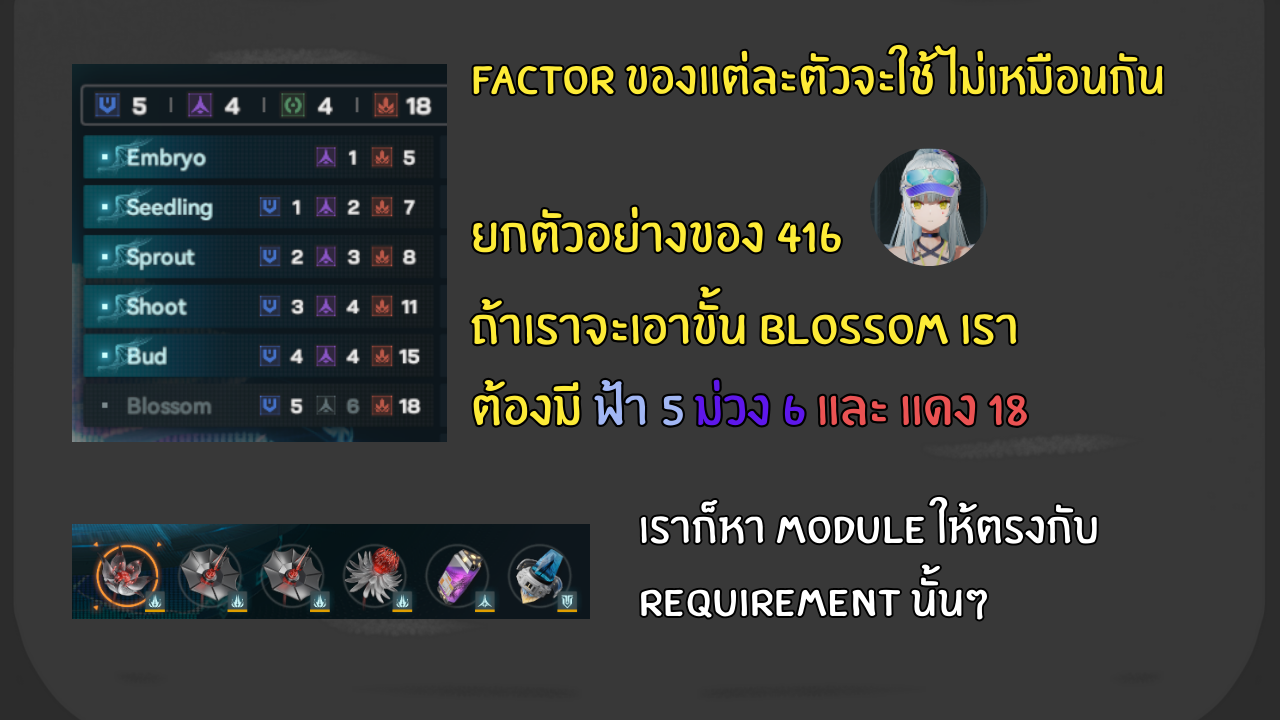 FACTOR ของแต่ละตัวจะใช้ ไม่เหมือนกัน
5 4 4 18
Embryo 1 5
Seedling 1 2 7
Sprout 2 3 8
Shoot 3 4 11
Bud 4 4 15
Blossom 5 6 18
ยกตัวอย่างของ 416
ถ้าเราจะเอาขั้น BLOSSOM เรา
ต้องมี ฟ้า 5 ม่วง 6 และ แดง 18
เราก็หา MODULE ให้ตรงกับ
REQUIREMENT นั้นๆ